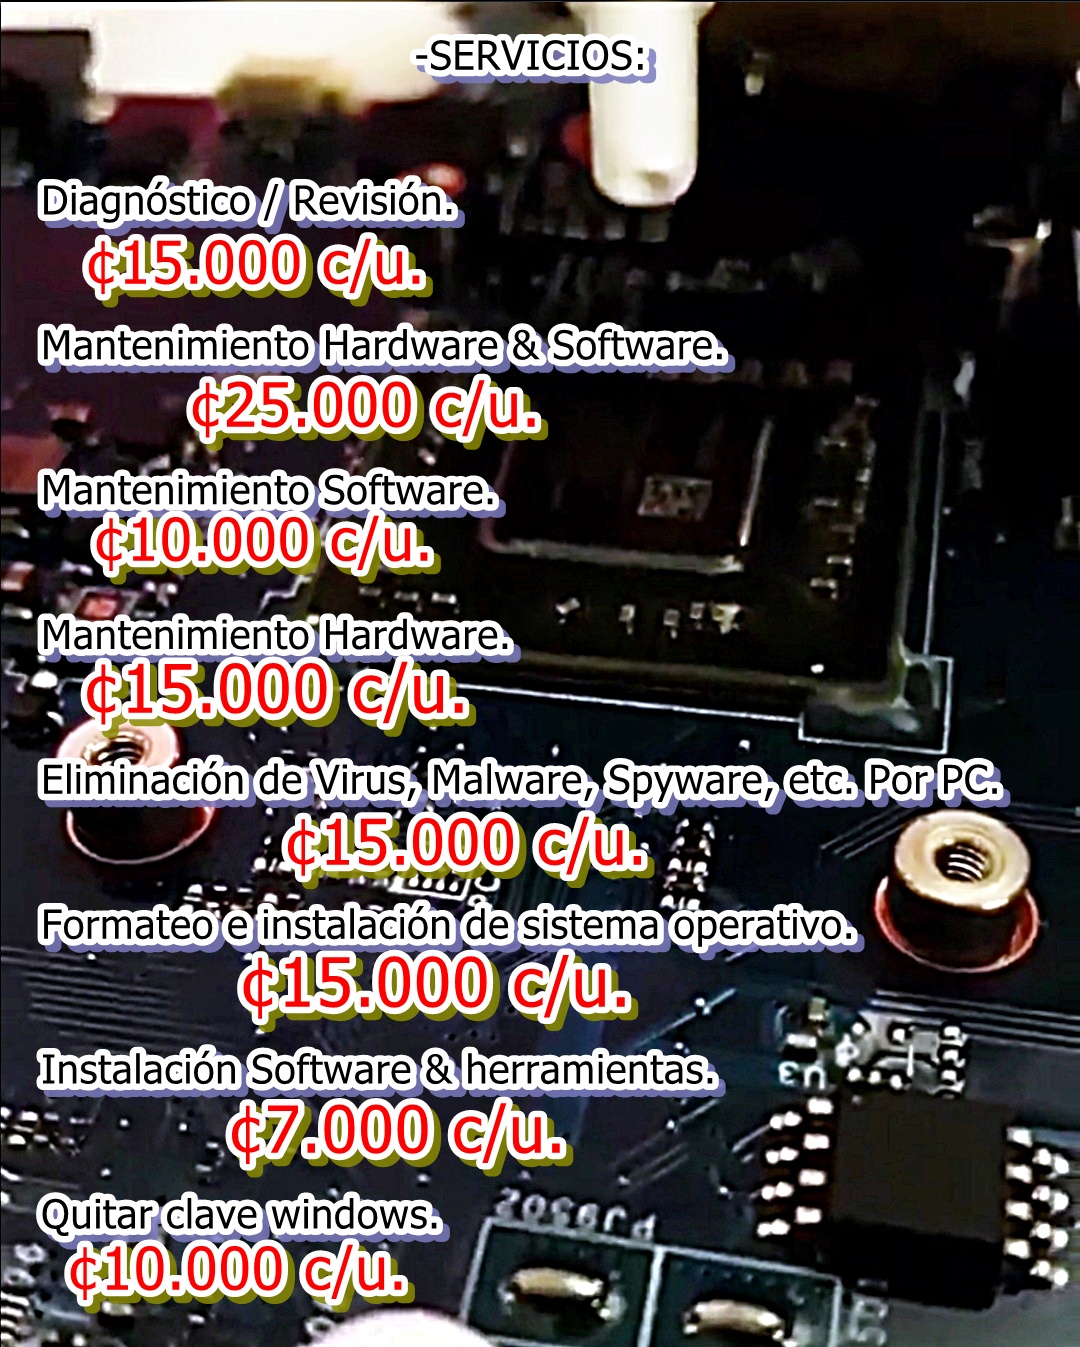 -SERVICIOS:
Diagnóstico / Revisión.
₵15.000 c/u.
Mantenimiento Hardware & Software.
₵25.000 c/u.
Mantenimiento Software.
₵10.000 c/u.
Mantenimiento Hardware.
₵15.000 c/u.
Eliminación de Virus, Malware, Spyware, etc. Por PC.
₵15.000 c/u.
Formateo e instalación de sistema operativo.
₵15.000 c/u.
Instalación Software & herramientas.
₵7.000 c/u.
Quitar clave windows.
₵10.000 c/u.